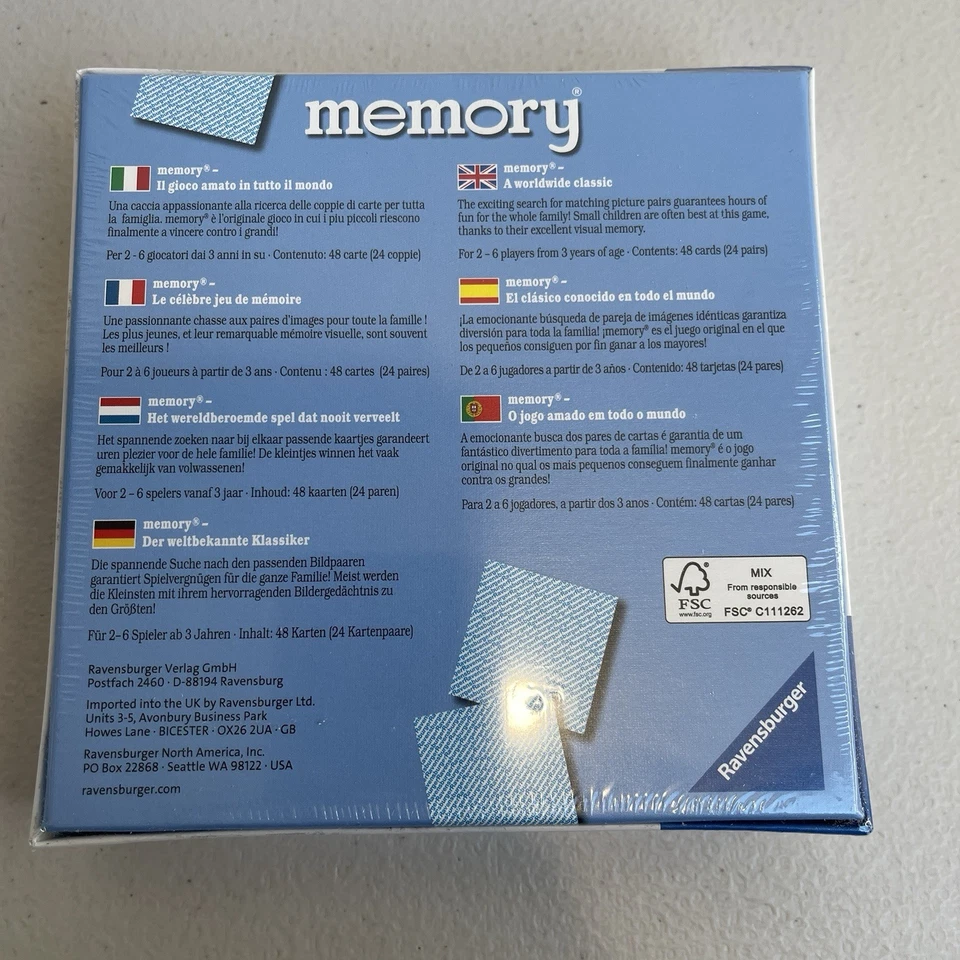 memory®
memory® –
Il gioco amato in tutto il mondo
Una caccia appassionante alla ricerca delle coppie di carte per tutta
la famiglia. memory® è l'originale gioco in cui i piu piccoli riescono
finalmente a vincere contro i grandi!
Per 2 - 6 giocatori dai 3 anni in su · Contenuto: 48 carte (24 coppie)
memory® –
Le célèbre jeu de mémoire
Une passionnante chasse aux paires d'images pour toute la famille !
Les plus jeunes, et leur remarquable mémoire visuelle, sont souvent
les meilleurs !
Pour 2 à 6 joueurs à partir de 3 ans · Contenu : 48 cartes (24 paires)
memory® –
Het wereldberoemde spel dat nooit verveelt
Het spannende zoeken naar bij elkaar passende kaartjes garandeert
uren plezier voor de hele familie! De kleintjes winnen het vaak
gemakkelijk van volwassenen!
Voor 2 – 6 spelers vanaf 3 jaar · Inhoud: 48 kaarten (24 paren)
memory® –
Der weltbekannte Klassiker
Die spannende Suche nach den passenden Bildpaaren
garantiert Spielvergnügen für die ganze Familie! Meist werden
die Kleinsten mit ihrem hervorragenden Bildergedächtnis zu
den Größten!
Für 2–6 Spieler ab 3 Jahren · Inhalt: 48 Karten (24 Kartenpaare)
Ravensburger Verlag GmbH
Postfach 2460 · D-88194 Ravensburg
Imported into the UK by Ravensburger Ltd.
Units 3-5, Avonbury Business Park
Howes Lane · BICESTER · OX26 2UA · GB
Ravensburger North America, Inc.
PO Box 22868 · Seattle WA 98122 · USA
ravensburger.com
memory® –
A worldwide classic
The exciting search for matching picture pairs guarantees hours of
fun for the whole family! Small children are often best at this game,
thanks to their excellent visual memory.
For 2 – 6 players from 3 years of age · Contents: 48 cards (24 pairs)
memory® –
El clásico conocido en todo el mundo
¡La emocionante búsqueda de pareja de imágenes idénticas garantiza
diversión para toda la familia! ¡memory® es el juego original en el que
los pequeños consiguen por fin ganar a los mayores!
De 2 a 6 jugadores a partir de 3 años · Contenido: 48 tarjetas (24 pares)
memory® –
O jogo amado em todo o mundo
A emocionante busca dos pares de cartas é garantia de um
fantástico divertimento para toda a família! memory® é o jogo
original no qual os mais pequenos conseguem finalmente ganhar
contra os grandes!
Para 2 a 6 jogadores, a partir dos 3 anos · Contém: 48 cartas (24 pares)
FSC
www.fsc.org
MIX
From responsible
sources
FSC® C111262
Ravensburger